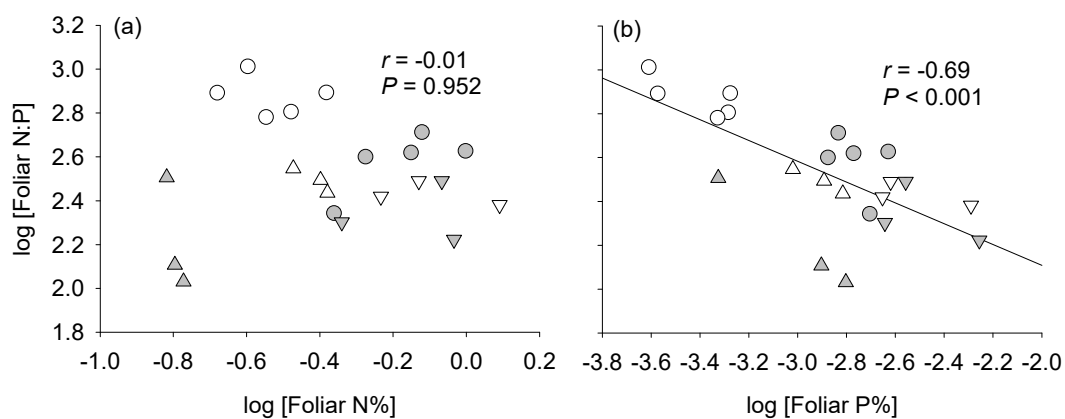 (a)
r = -0.01
P = 0.952
log [Foliar N:P]
3.2
3.0
2.8
2.6
2.4
2.2
2.0
1.8
-1.0 -0.8 -0.6 -0.4 -0.2 0.0 0.2
log [Foliar N%]
(b)
r = -0.69
P < 0.001
-3.8 -3.6 -3.4 -3.2 -3.0 -2.8 -2.6 -2.4 -2.2 -2.0
log [Foliar P%]